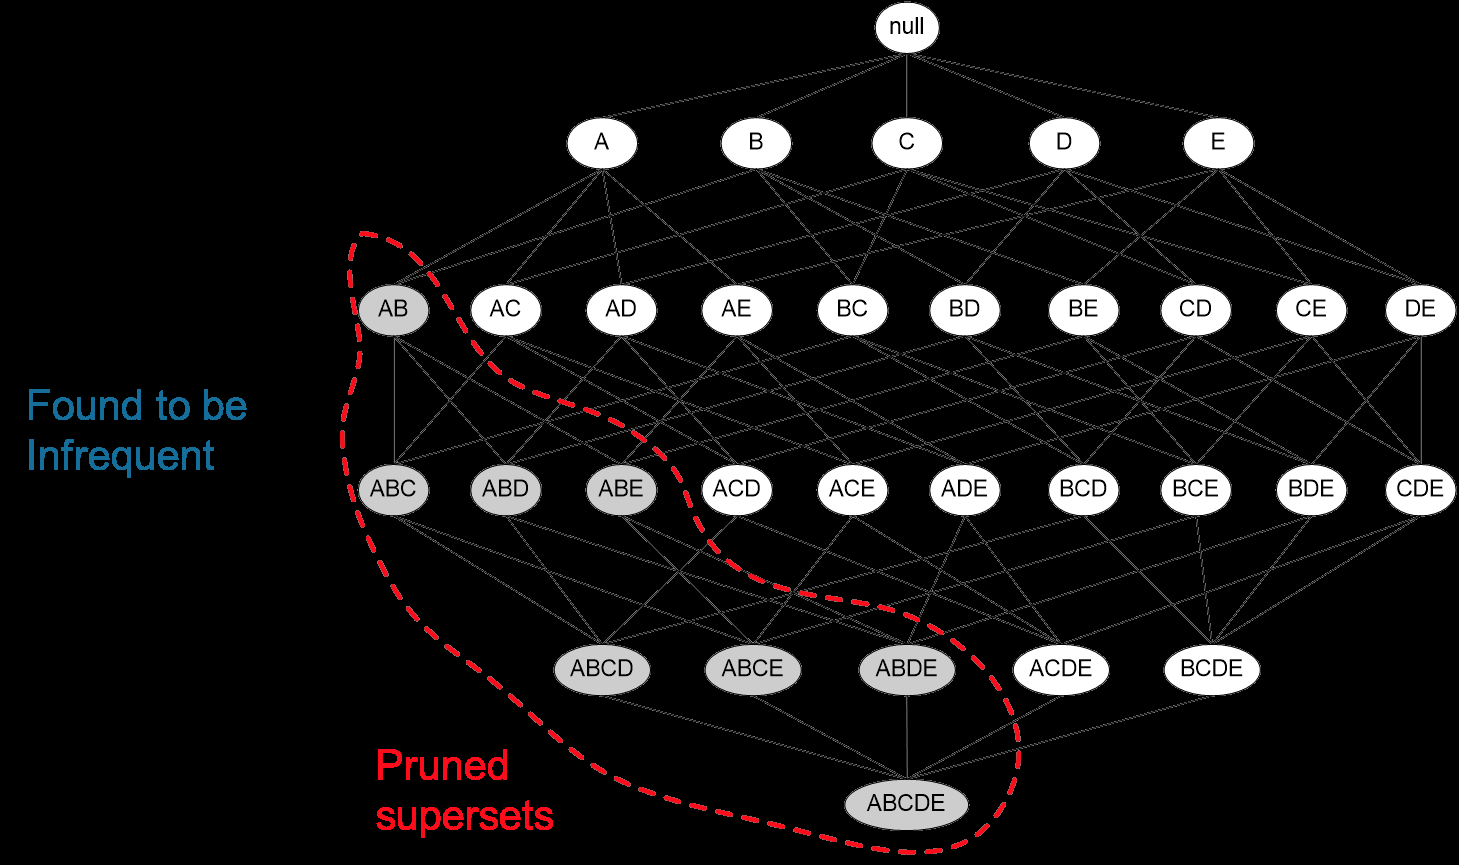 null
A B C D E
AB AC AD AE BC BD BE CD CE DE
Found to be
Infrequent
ABC ABD ABE ACD ACE ADE BCD BCE BDE CDE
ABCD ABCE ABDE ACDE BCDE
Pruned
supersets
ABCDE